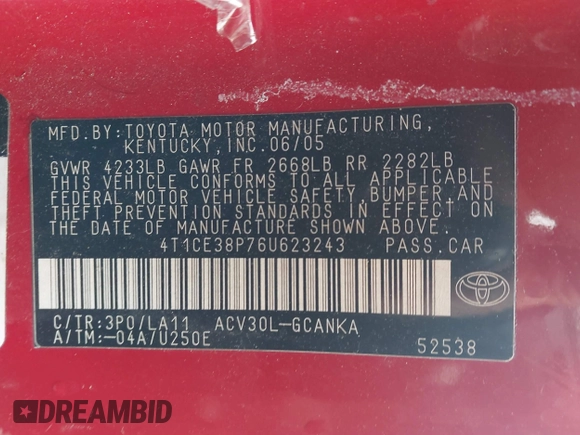 MFD.BY:TOYOTA MOTOR MANUFACTURING,
KENTUCKY, INC.06/05
GVWR 4233LB GAWR FR 2668LB RR 2282LB
THIS VEHICLE CONFORMS TO ALL APPLICABLE
FEDERAL MOTOR VEHICLE SAFETY,BUMPER,AND
THEFT PREVENTION STANDARDS IN EFFECT ON
THE DATE OF MANUFACTURE SHOWN ABOVE.
4T1CE38P76U623243 PASS.CAR
C/TR:3P0/LA11 ACV30L-GCANKA
A/TM:-04A/U250E
52538
DREAMBID